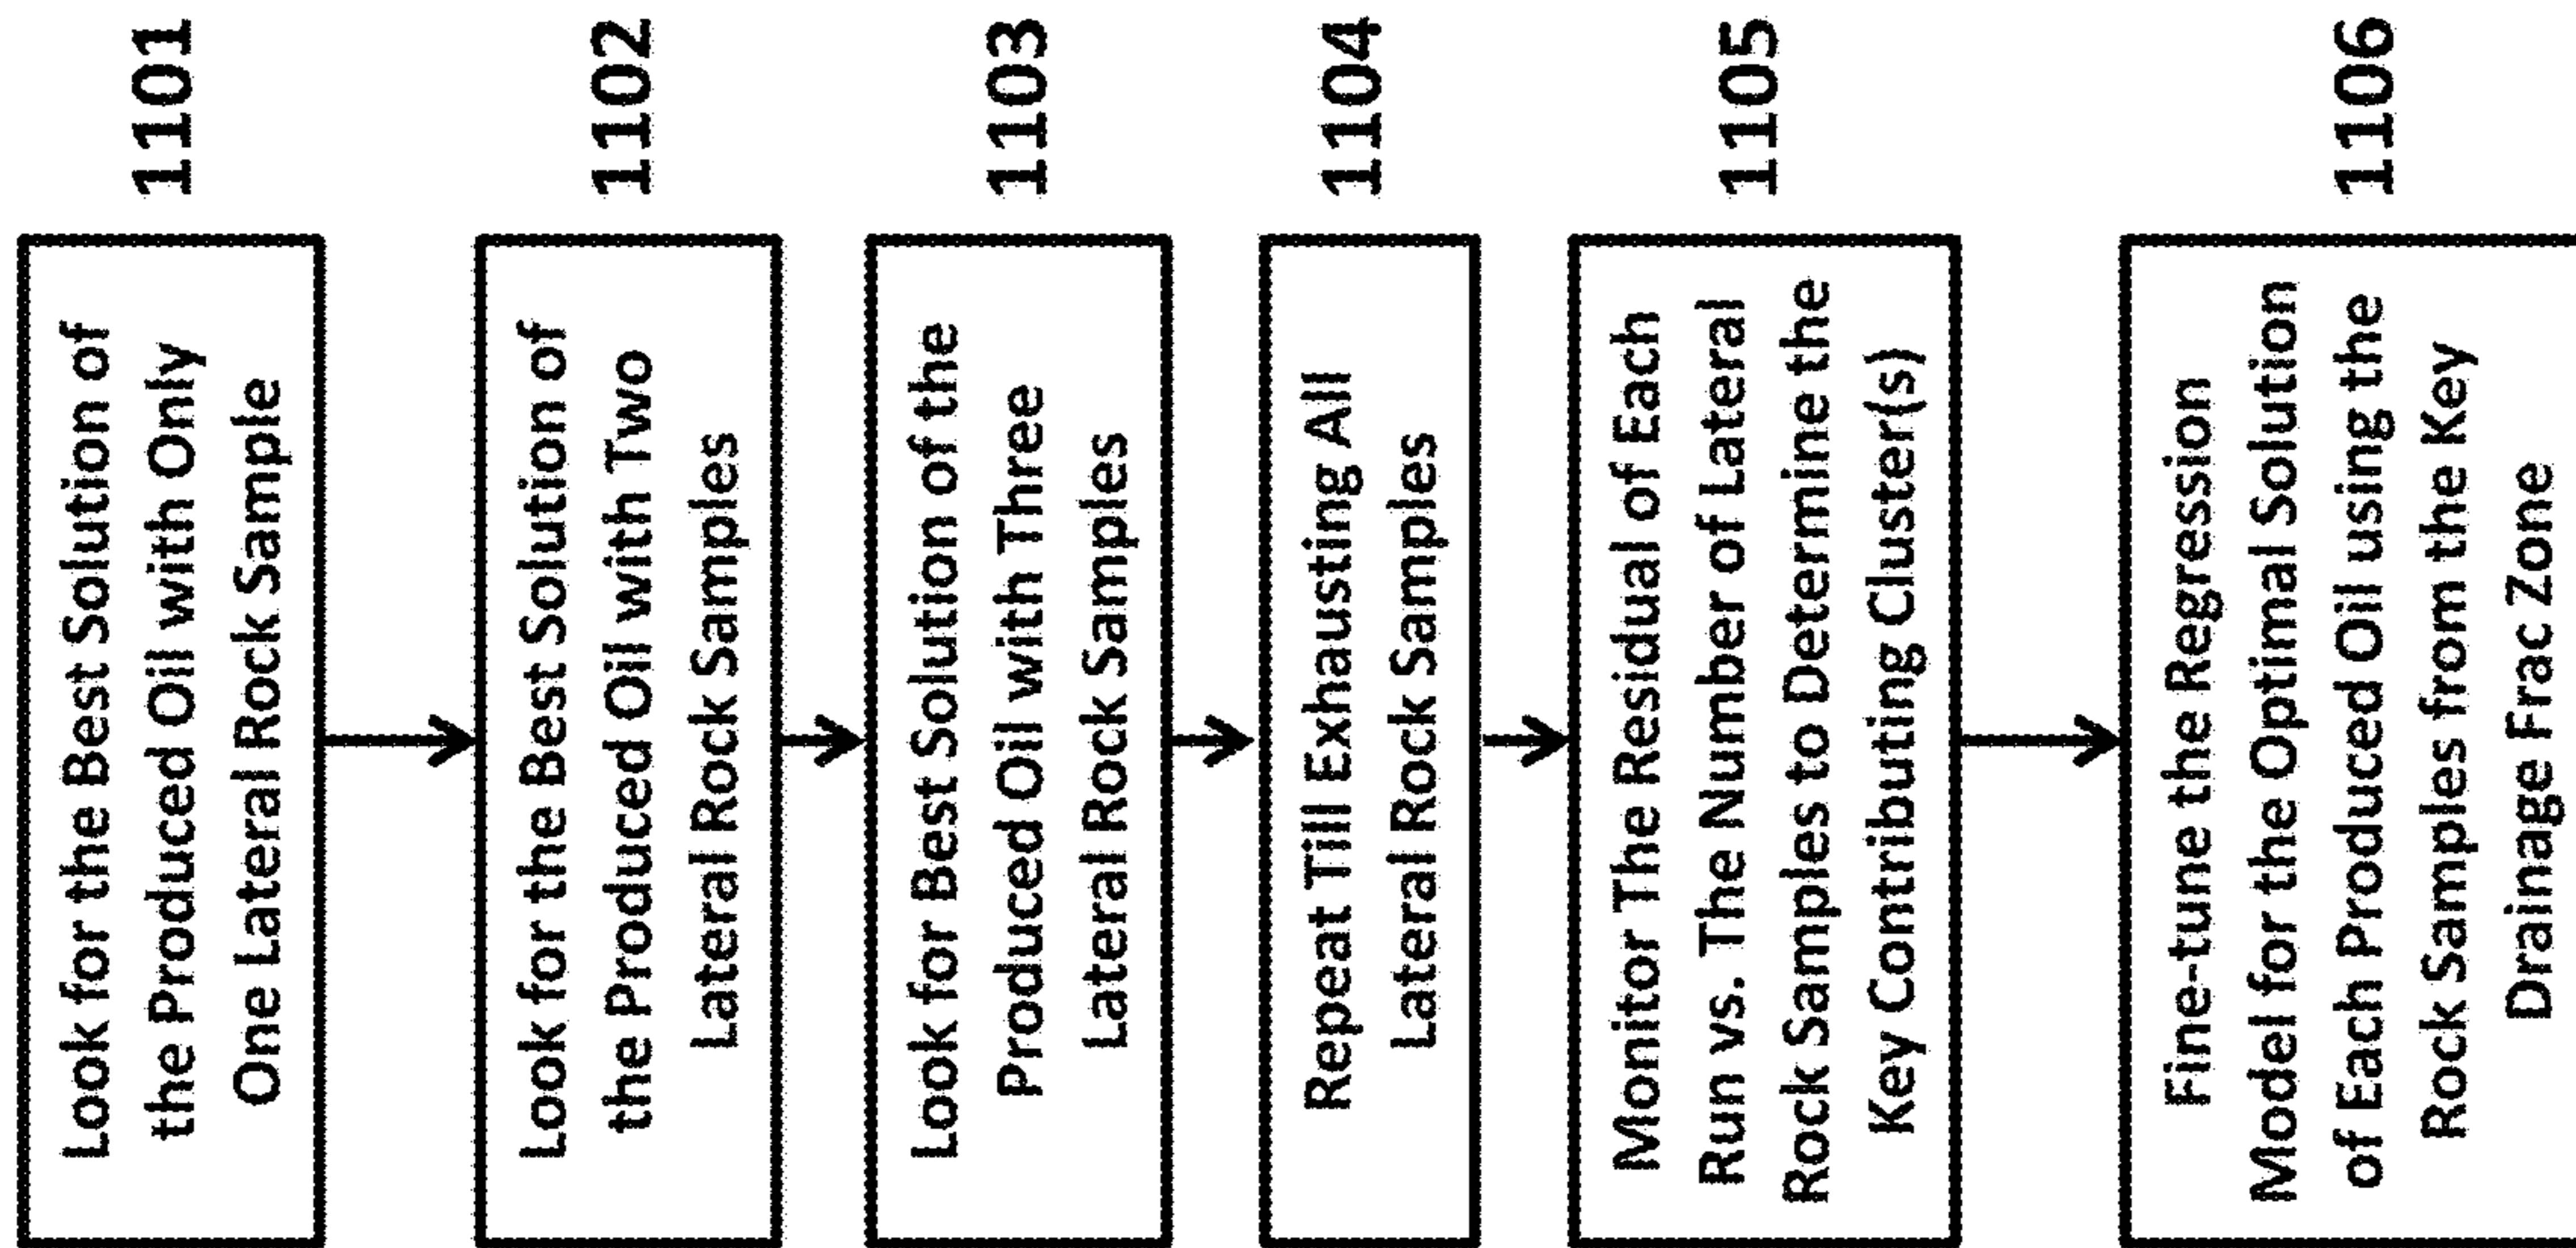 Look for the Best Solution of
the Produced Oil with Only
One Lateral Rock Sample
1101
Look for the Best Solution of
the Produced Oil with Two
Lateral Rock Samples
1102
Look for Best Solution of the
Produced Oil with Three
Lateral Rock Samples
1103
Repeat Till Exhausting All
Lateral Rock Samples
1104
Monitor The Residual of Each
Run vs. The Number of Lateral
Rock Samples to Determine the
Key Contributing Cluster(s)
1105
Fine-tune the Regression
Model for the Optimal Solution
of Each Produced Oil using the
Rock Samples from the Key
Drainage Frac Zone
1106